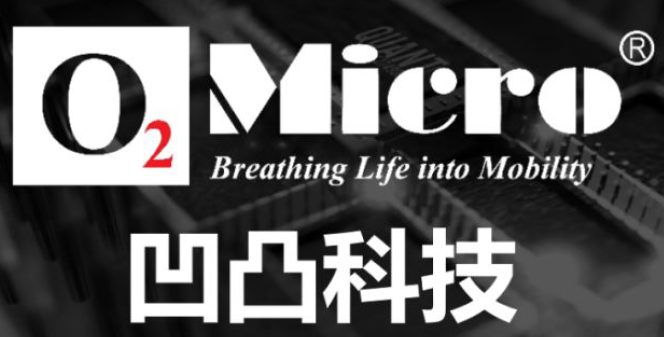 O2 Micro®
Breathing Life into Mobility
凹凸科技